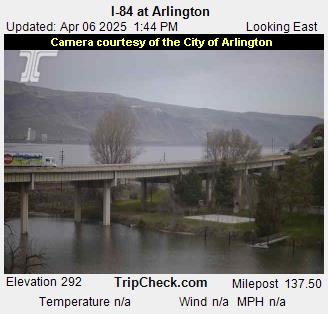 I-84 at Arlington
Updated: Apr 06 2025 1:44 PM Looking East
Camera courtesy of the City of Arlington
Elevation 292 TripCheck.com Milepost 137.50
Temperature n/a Wind n/a MPH n/a